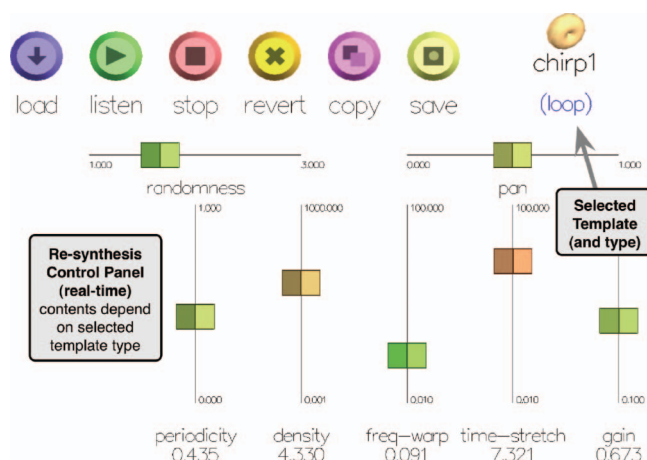 load listen stop revert copy save
chirp1
(loop)
1.000 3.000 0.000 1.000
randomness pan
Selected
Template
(and type)
1.000 1000.000 100.000 100.000
Re-synthesis
Control Panel
(real-time)
contents depend
on selected
template type
0.000 0.001 0.010 0.010 0.100
periodicity density freq-warp time-stretch gain
0.435 4.330 0.091 7.321 0.673